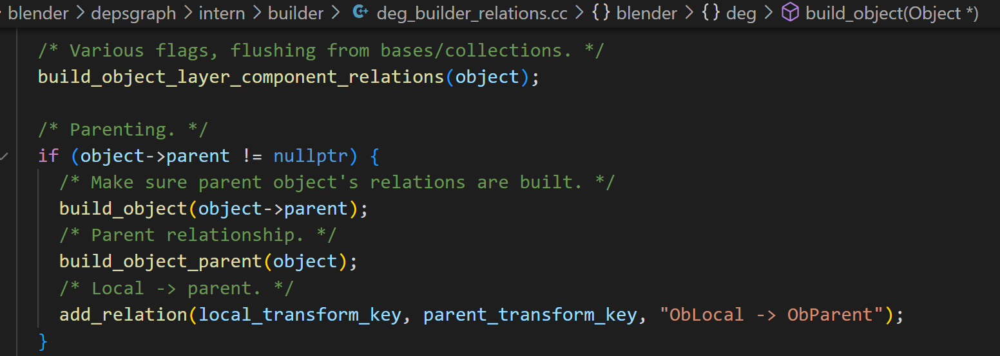 blender > depsgraph > intern > builder > deg_builder_relations.cc > {} blender > {} deg > build_object(Object *)
/* Various flags, flushing from bases/collections. */
build_object_layer_component_relations(object);
/* Parenting. */
if (object->parent != nullptr) {
/* Make sure parent object's relations are built. */
build_object(object->parent);
/* Parent relationship. */
build_object_parent(object);
/* Local -> parent. */
add_relation(local_transform_key, parent_transform_key, "ObLocal -> ObParent");
}